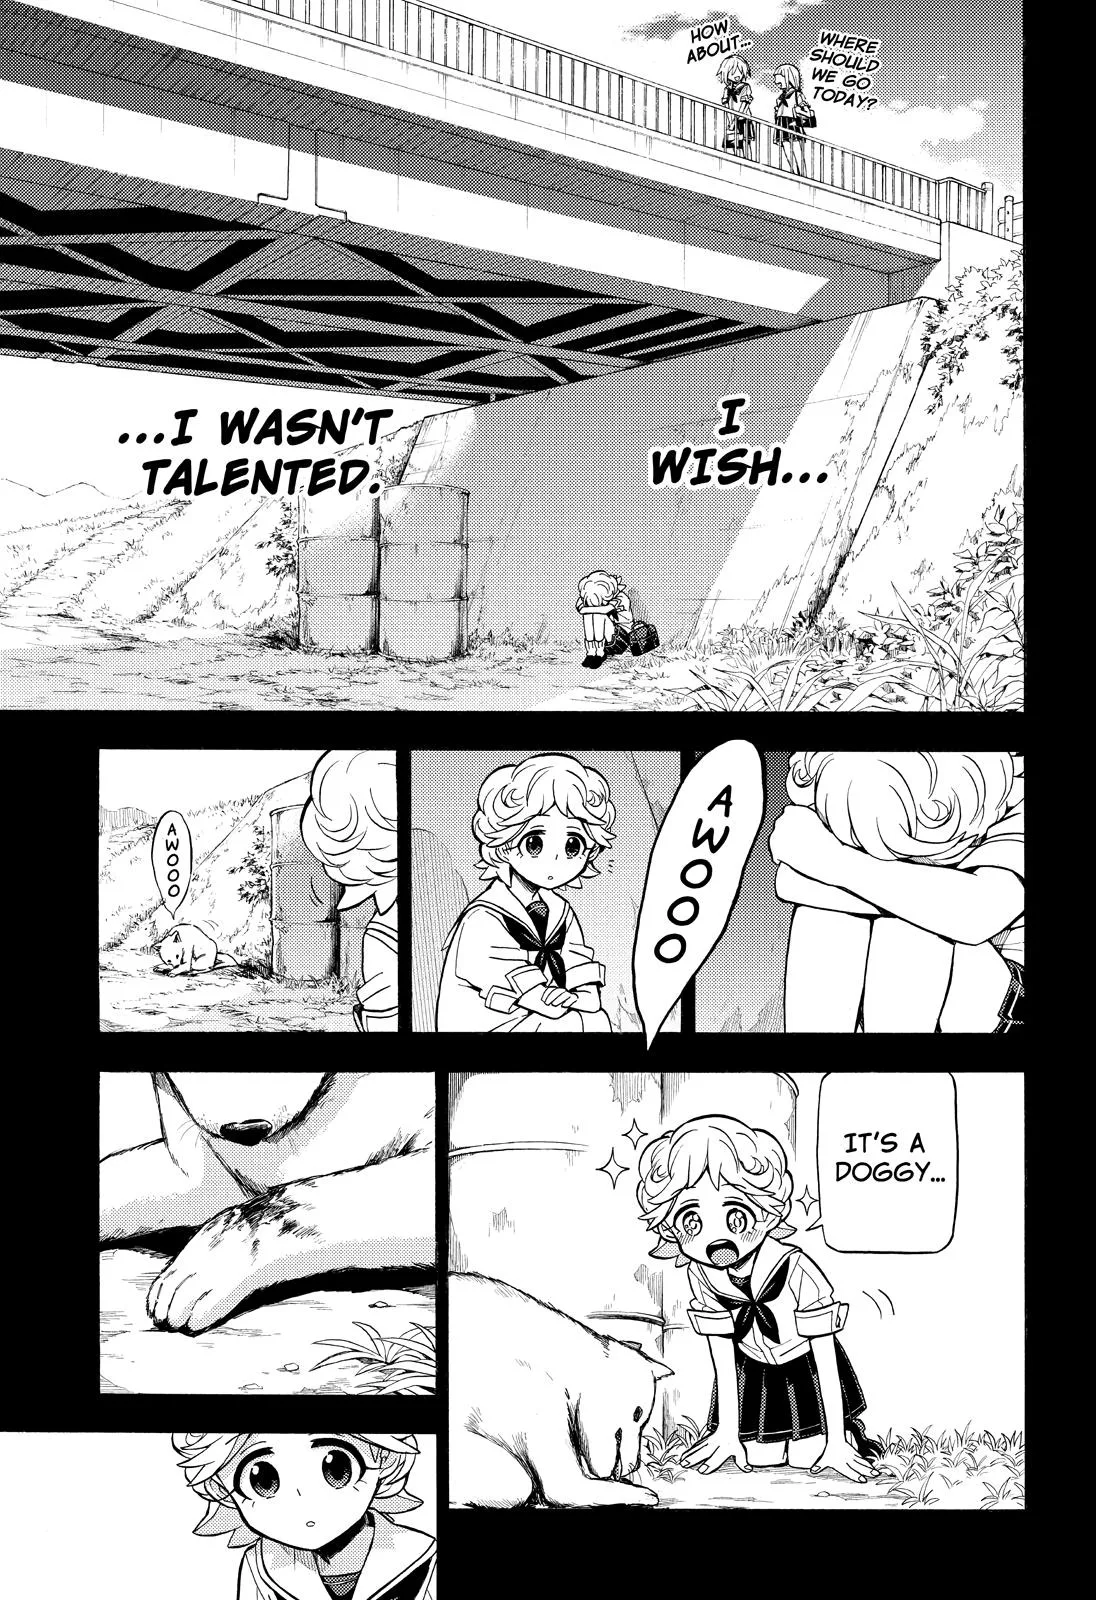 WHERE
SHOULD
WE GO
TODAY?
HOW
ABOUT...
I
WISH...
...I WASN'T
TALENTED.
AWOOO
AWOOO
IT'S A
DOGGY...